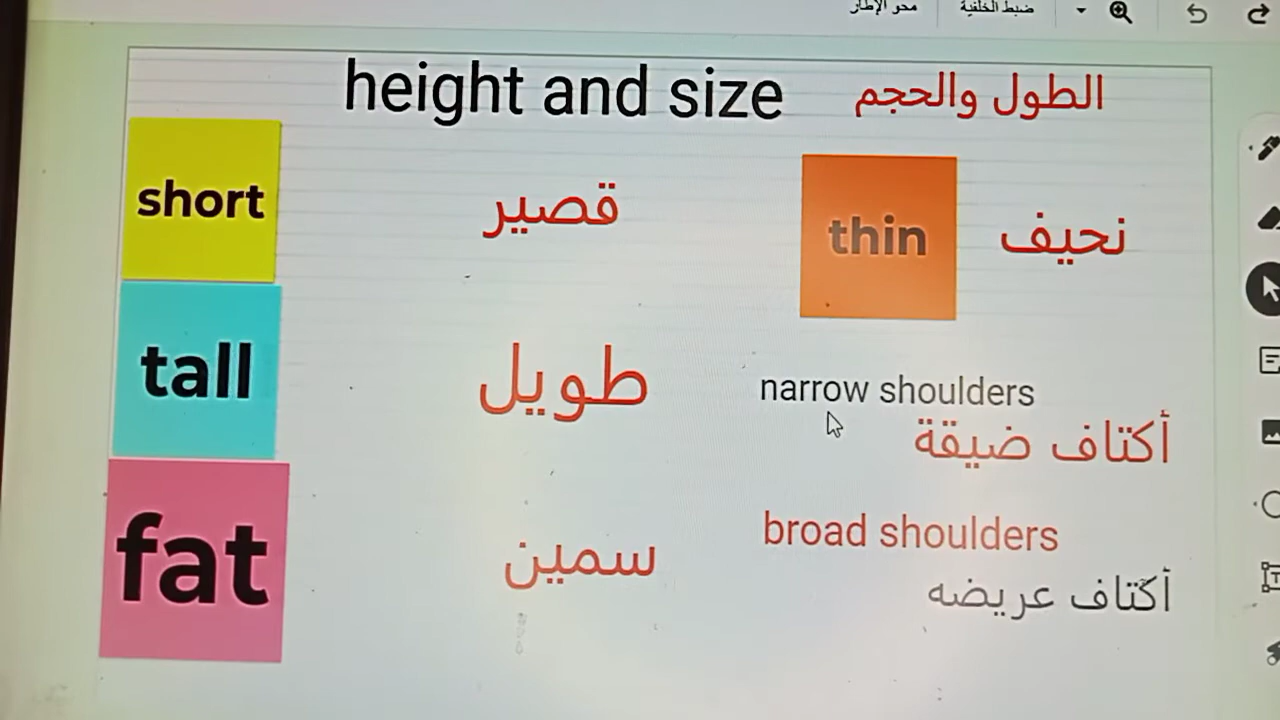 محو الإطار
ضبط الخلفية
height and size
الطول والحجم
short
قصير
thin
نحيف
tall
طويل
narrow shoulders
أكتاف ضيقة
fat
سمين
broad shoulders
أكتاف عريضه